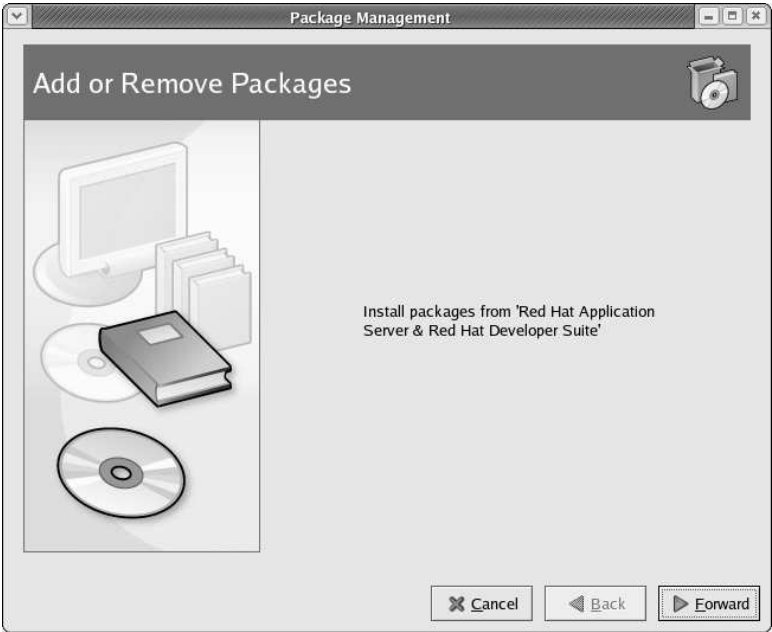 Package Management
Add or Remove Packages
Install packages from 'Red Hat Application
Server & Red Hat Developer Suite'
Cancel
Back
Forward